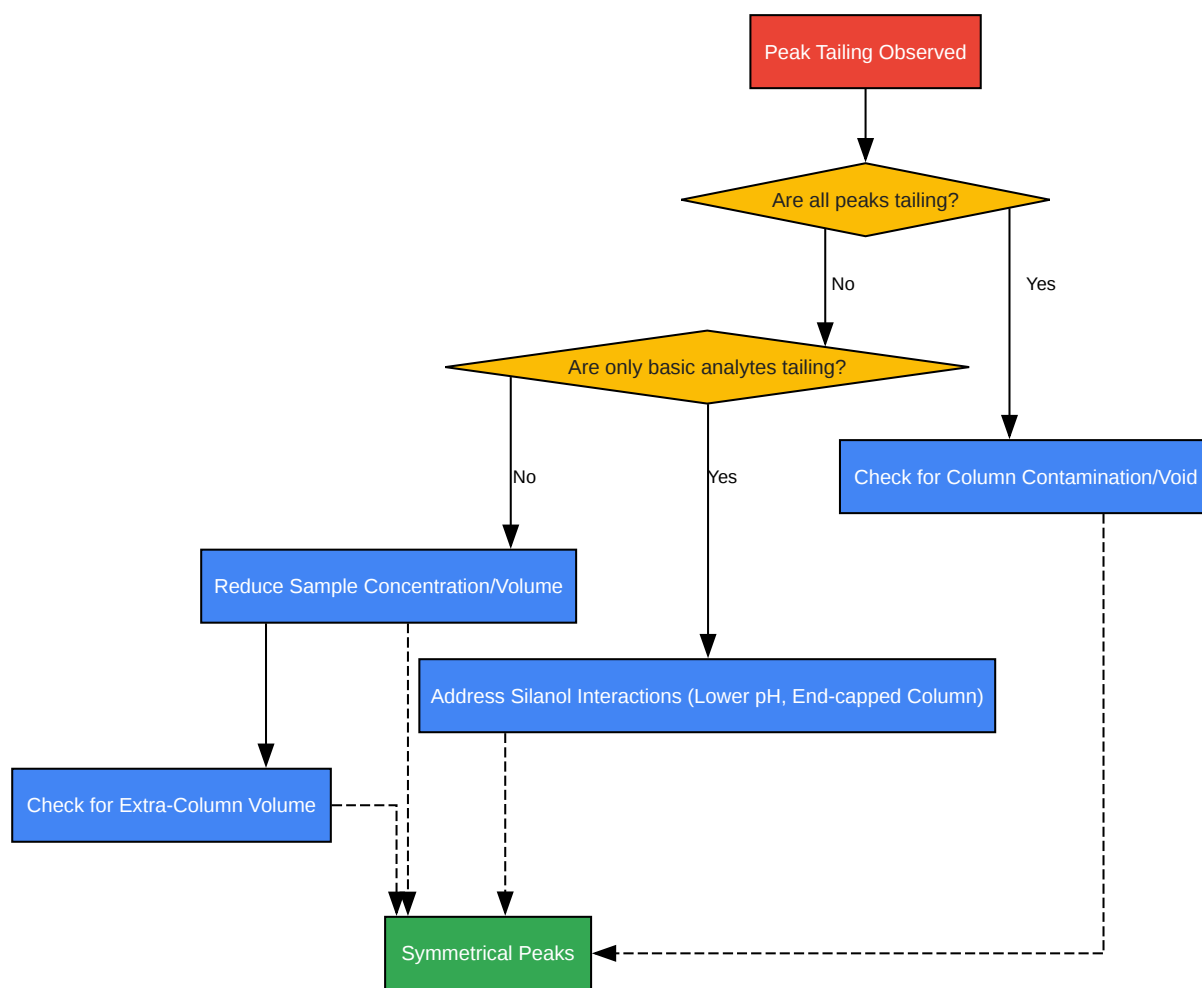 Peak Tailing Observed
Are all peaks tailing?
No
Yes
Are only basic analytes tailing?
No
Yes
Check for Column Contamination/Void
Reduce Sample Concentration/Volume
Address Silanol Interactions (Lower pH, End-capped Column)
Check for Extra-Column Volume
Symmetrical Peaks